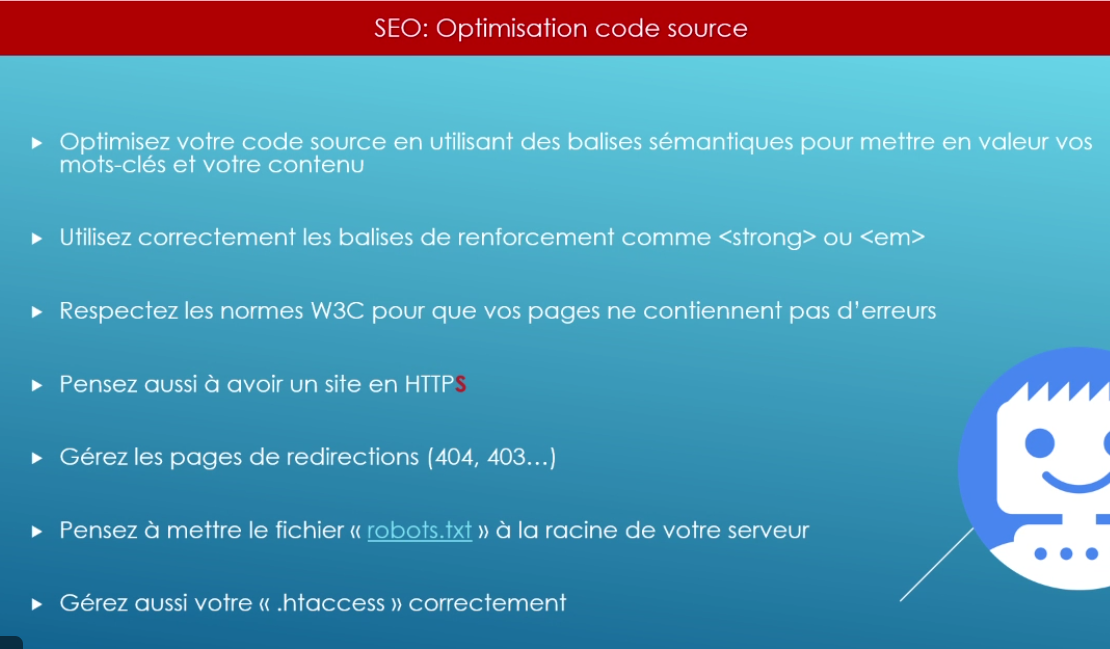 SEO: Optimisation code source
Optimisez votre code source en utilisant des balises sémantiques pour mettre en valeur vos
mots-clés et votre contenu
Utilisez correctement les balises de renforcement comme <strong> ou <em>
Respectez les normes W3C pour que vos pages ne contiennent pas d’erreurs
Pensez aussi à avoir un site en HTTPS
Gérez les pages de redirections (404, 403…)
Pensez à mettre le fichier « robots.txt » à la racine de votre serveur
Gérez aussi votre « .htaccess » correctement